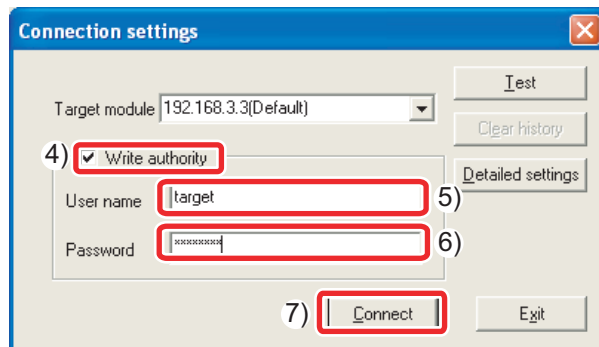 Connection settings
Test
Target module 192.168.3.3(Default)
Clear history
4) Write authority
Detailed settings
User name target 5)
Password ******** 6)
7) Connect Exit